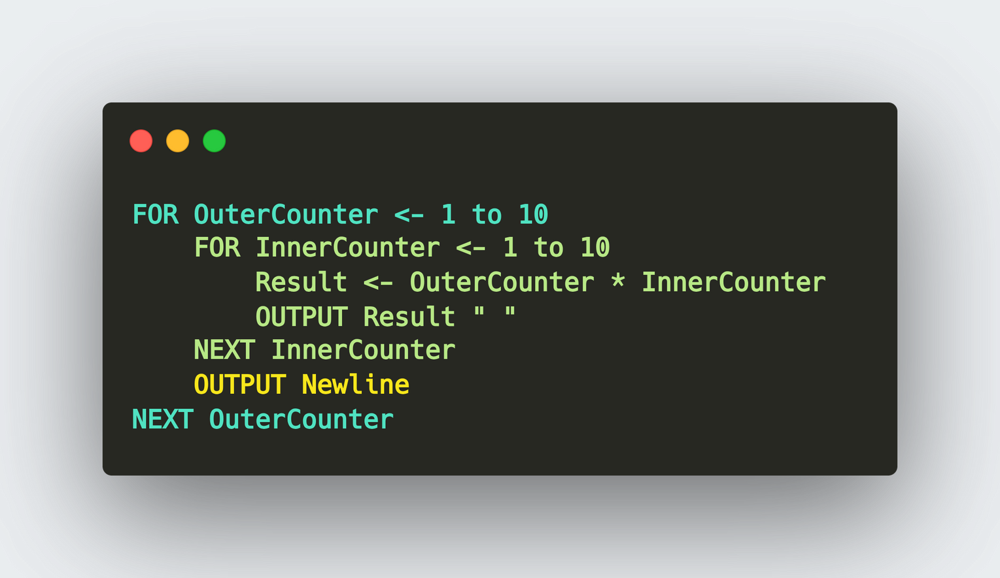 FOR OuterCounter <- 1 to 10
    FOR InnerCounter <- 1 to 10
        Result <- OuterCounter * InnerCounter
        OUTPUT Result " "
    NEXT InnerCounter
    OUTPUT Newline
NEXT OuterCounter